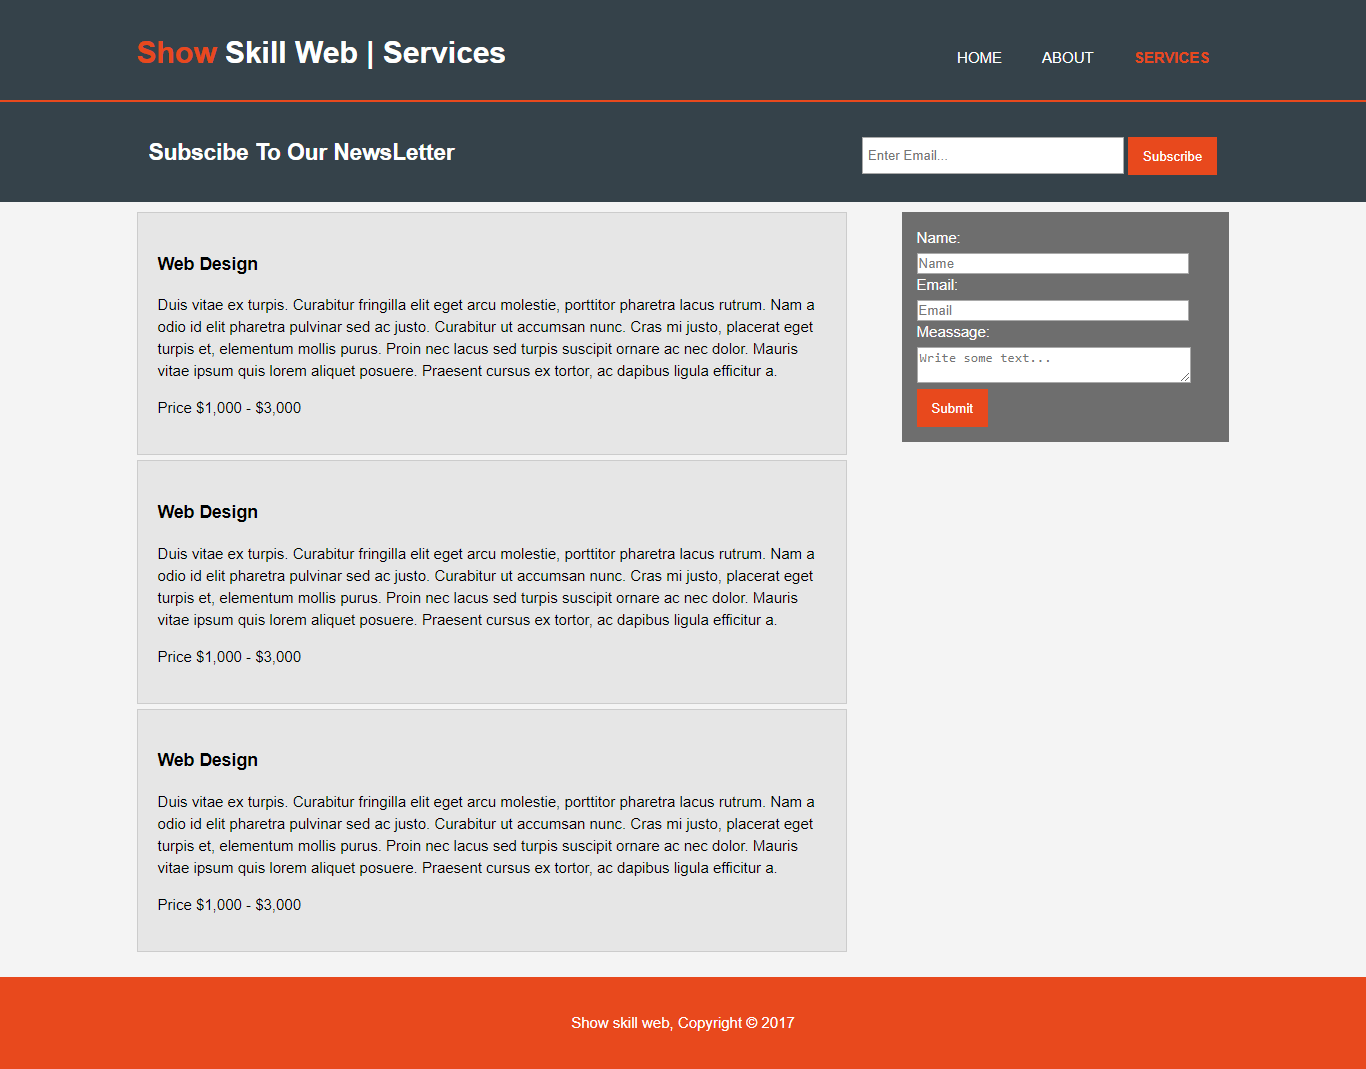 Show Skill Web | Services
HOME ABOUT SERVICES
Subscibe To Our NewsLetter
Enter Email...
Subscribe
Web Design
Duis vitae ex turpis. Curabitur fringilla elit eget arcu molestie, porttitor pharetra lacus rutrum. Nam a
odio id elit pharetra pulvinar sed ac justo. Curabitur ut accumsan nunc. Cras mi justo, placerat eget
turpis et, elementum mollis purus. Proin nec lacus sed turpis suscipit ornare ac nec dolor. Mauris
vitae ipsum quis lorem aliquet posuere. Praesent cursus ex tortor, ac dapibus ligula efficitur a.
Price $1,000 - $3,000
Web Design
Duis vitae ex turpis. Curabitur fringilla elit eget arcu molestie, porttitor pharetra lacus rutrum. Nam a
odio id elit pharetra pulvinar sed ac justo. Curabitur ut accumsan nunc. Cras mi justo, placerat eget
turpis et, elementum mollis purus. Proin nec lacus sed turpis suscipit ornare ac nec dolor. Mauris
vitae ipsum quis lorem aliquet posuere. Praesent cursus ex tortor, ac dapibus ligula efficitur a.
Price $1,000 - $3,000
Web Design
Duis vitae ex turpis. Curabitur fringilla elit eget arcu molestie, porttitor pharetra lacus rutrum. Nam a
odio id elit pharetra pulvinar sed ac justo. Curabitur ut accumsan nunc. Cras mi justo, placerat eget
turpis et, elementum mollis purus. Proin nec lacus sed turpis suscipit ornare ac nec dolor. Mauris
vitae ipsum quis lorem aliquet posuere. Praesent cursus ex tortor, ac dapibus ligula efficitur a.
Price $1,000 - $3,000
Name:
Name
Email:
Email
Meassage:
Write some text...
Submit
Show skill web, Copyright © 2017